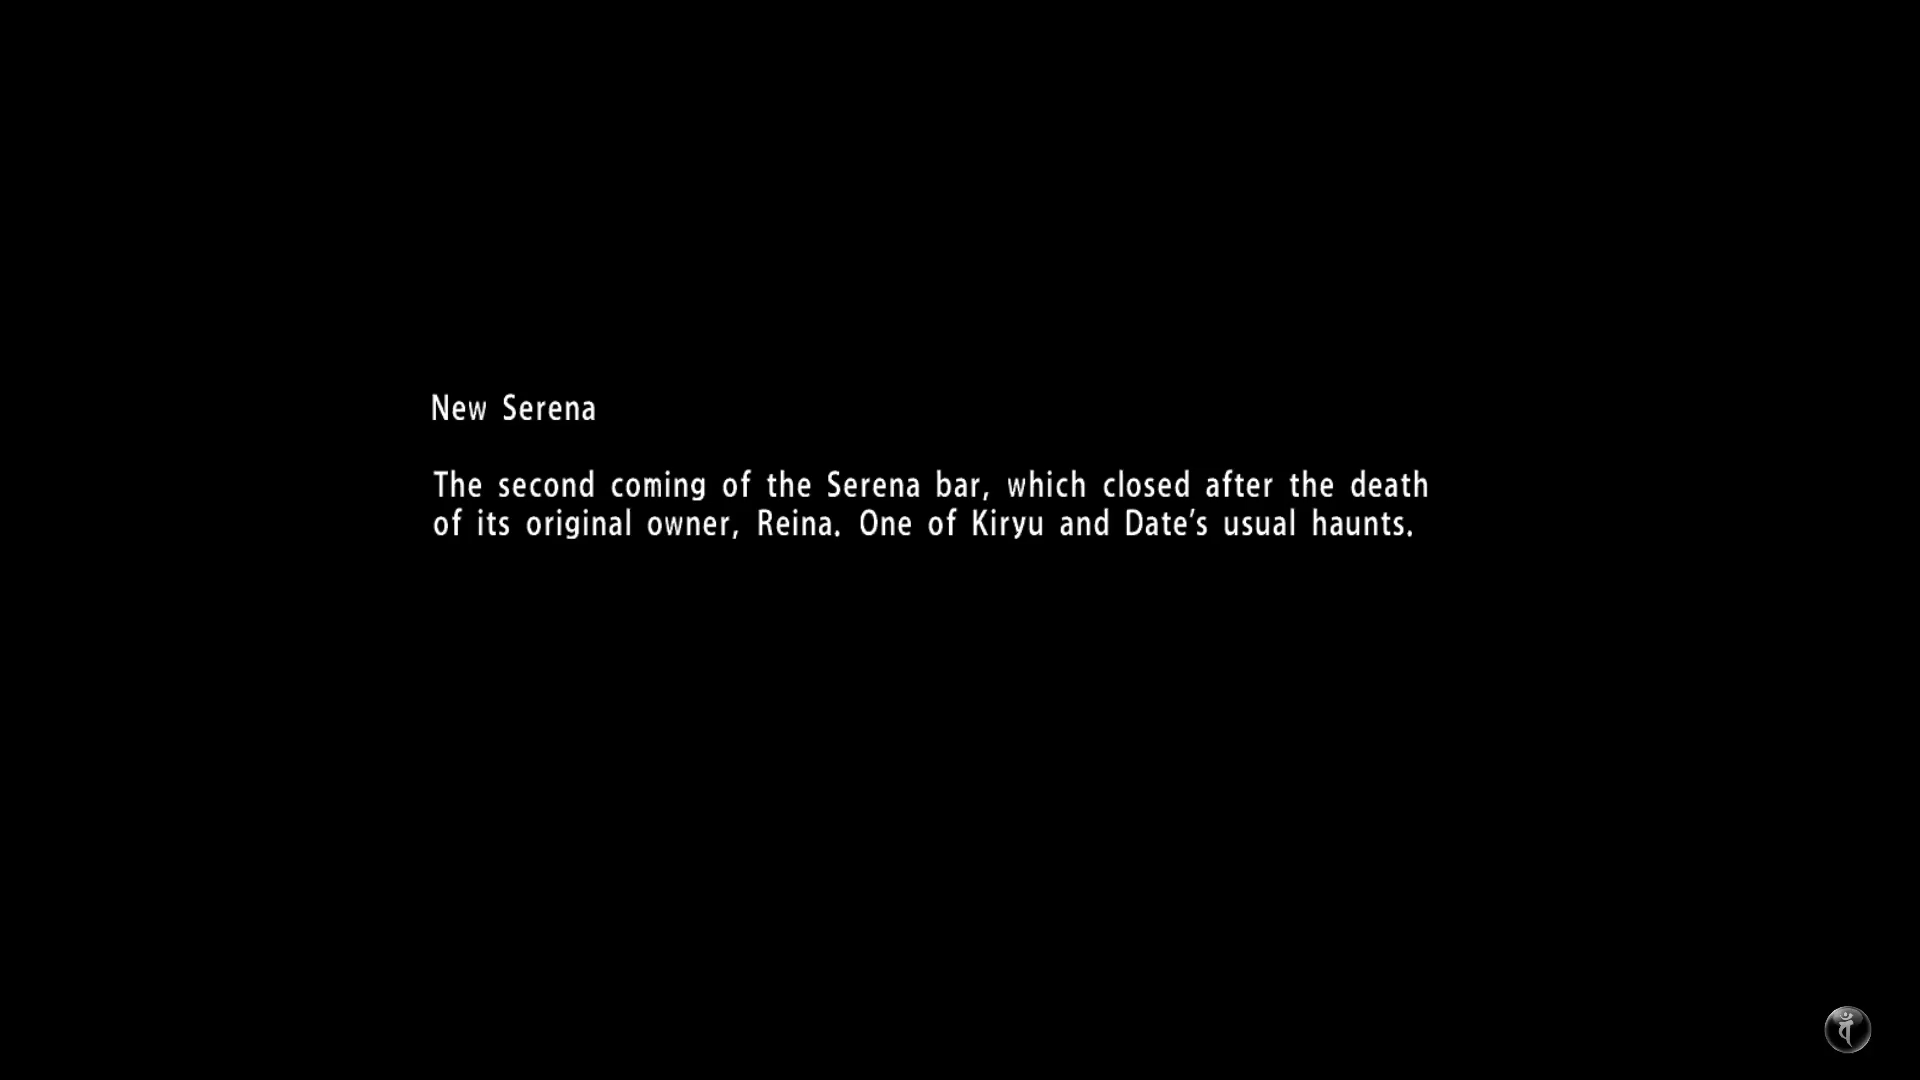 New Serena
The second coming of the Serena bar, which closed after the death
of its original owner, Reina. One of Kiryu and Date's usual haunts.